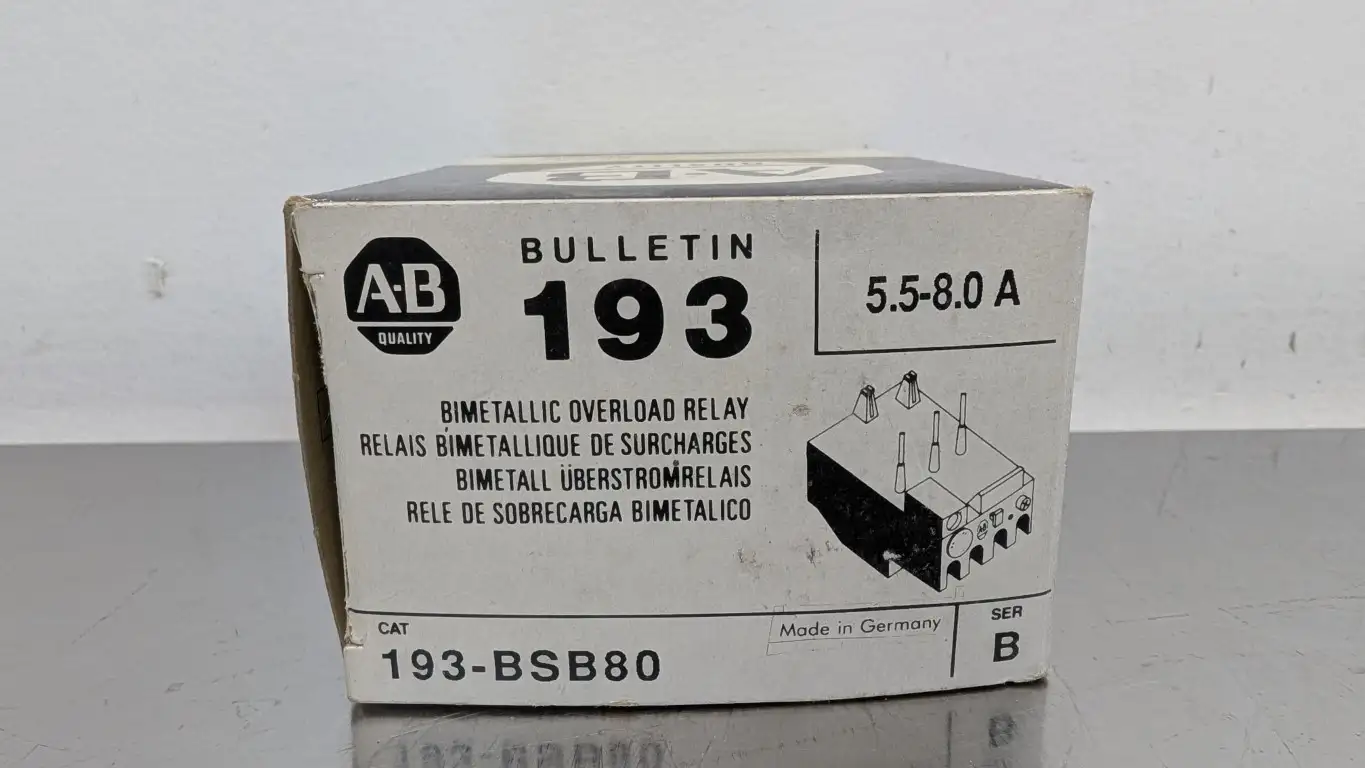 A-B
QUALITY
BULLETIN
193
5.5-8.0 A
BIMETALLIC OVERLOAD RELAY
RELAIS BIMETALLIQUE DE SURCHARGES
BIMETALL ÜBERSTROMRELAIS
RELE DE SOBRECARGA BIMETALICO
CAT
193-BSB80
Made in Germany
SER
B